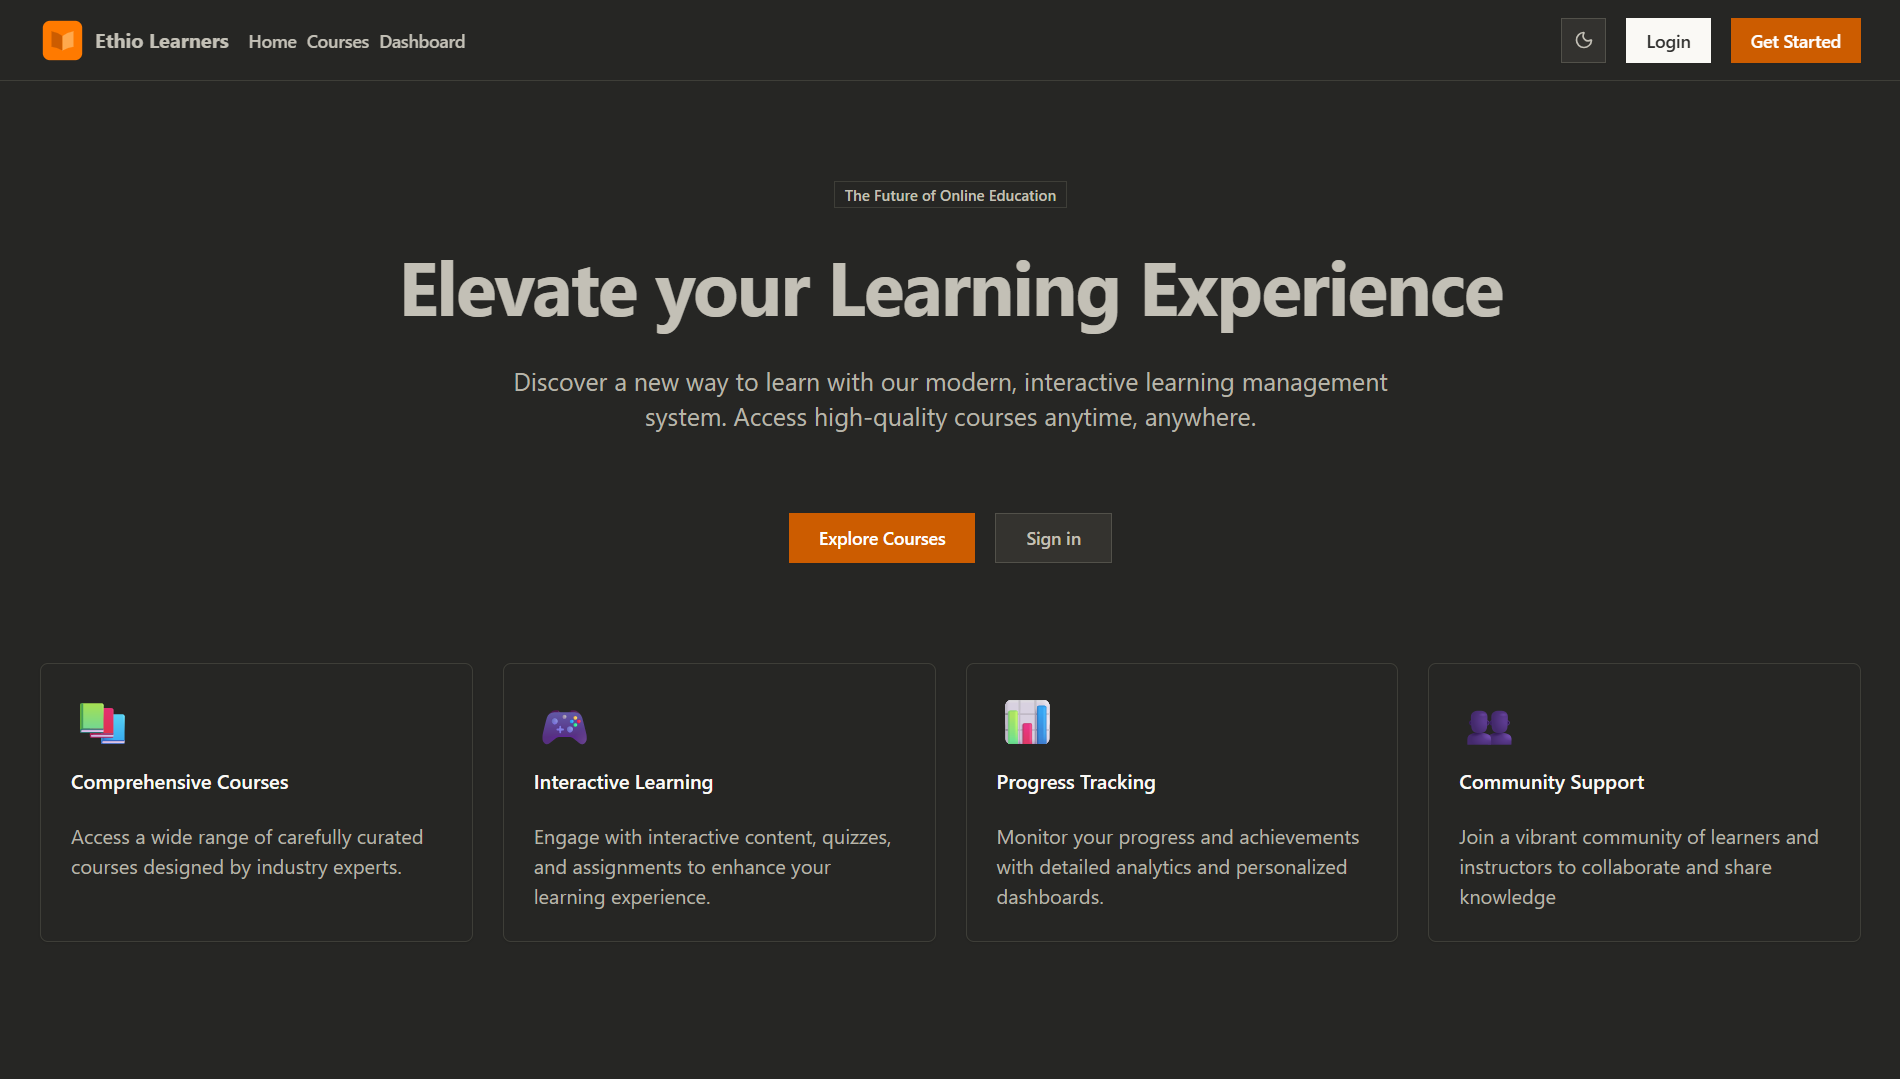 Ethio Learners
Home
Courses
Dashboard
Login
Get Started
The Future of Online Education
Elevate your Learning Experience
Discover a new way to learn with our modern, interactive learning management
system. Access high-quality courses anytime, anywhere.
Explore Courses
Sign in
Comprehensive Courses
Access a wide range of carefully curated
courses designed by industry experts.
Interactive Learning
Engage with interactive content, quizzes,
and assignments to enhance your
learning experience.
Progress Tracking
Monitor your progress and achievements
with detailed analytics and personalized
dashboards.
Community Support
Join a vibrant community of learners and
instructors to collaborate and share
knowledge